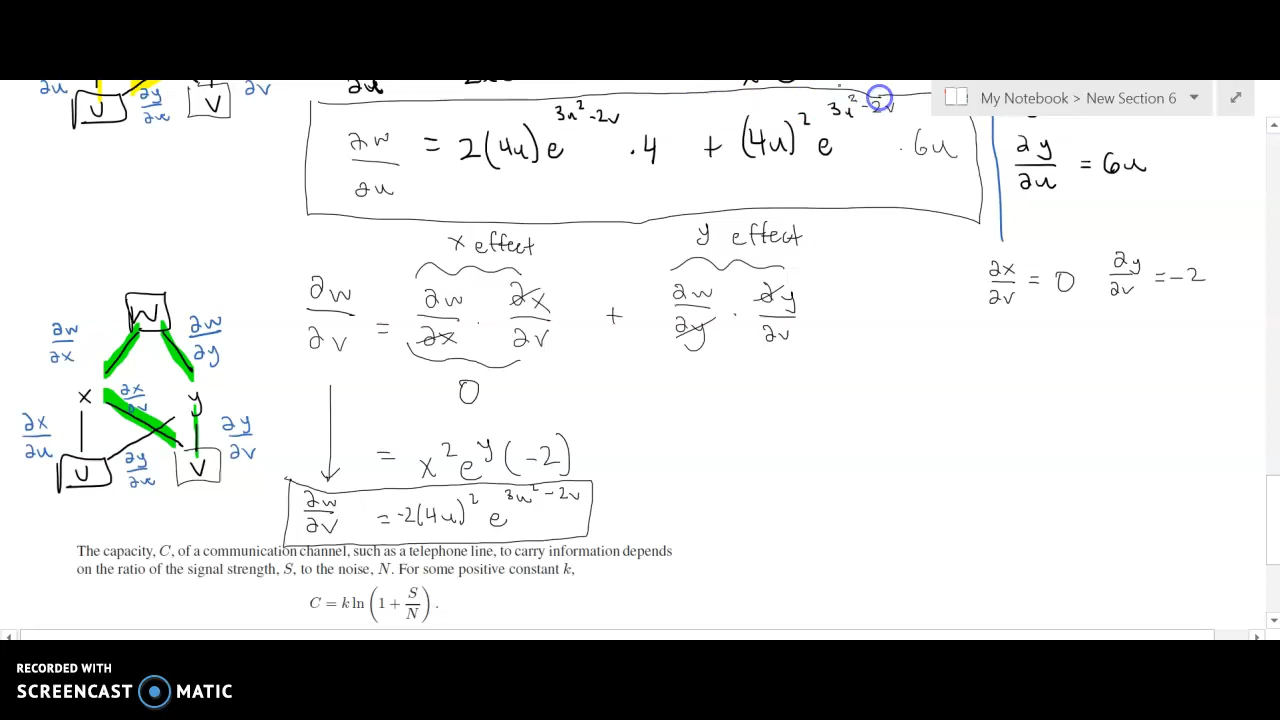 My Notebook > New Section 6
∂u ∂y/∂u ∂v
U V
∂w/∂u = 2(4u)e^(3u²-2v) · 4 + (4u)² e^(3u²-2v) · 6u
∂y/∂u = 6u
x effect y effect
∂w/∂v = ∂w/∂x · ∂x/∂v + ∂w/∂y · ∂y/∂v
∂x/∂v = 0 ∂y/∂v = -2
0
W
∂w/∂x ∂w/∂y
x ∂x/∂v y
∂x/∂u ∂y/∂u ∂y/∂v
U V
= x² e^y (-2)
∂w/∂v = -2(4u)² e^(3u²-2v)
The capacity, C, of a communication channel, such as a telephone line, to carry information depends
on the ratio of the signal strength, S, to the noise, N. For some positive constant k,
C = k ln (1 + S/N).
RECORDED WITH
SCREENCAST MATIC